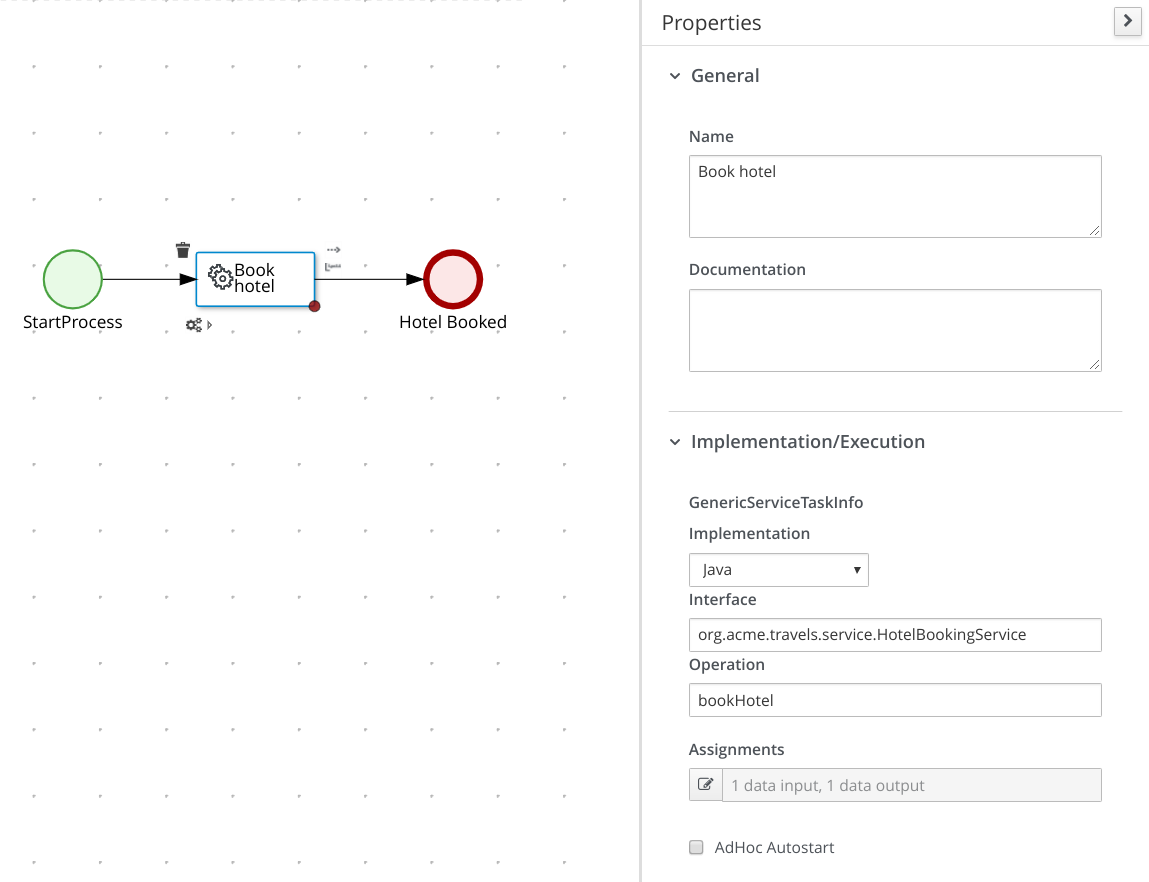 StartProcess
Book
hotel
Hotel Booked
Properties
General
Name
Book hotel
Documentation
Implementation/Execution
GenericServiceTaskInfo
Implementation
Java
Interface
org.acme.travels.service.HotelBookingService
Operation
bookHotel
Assignments
1 data input, 1 data output
AdHoc Autostart